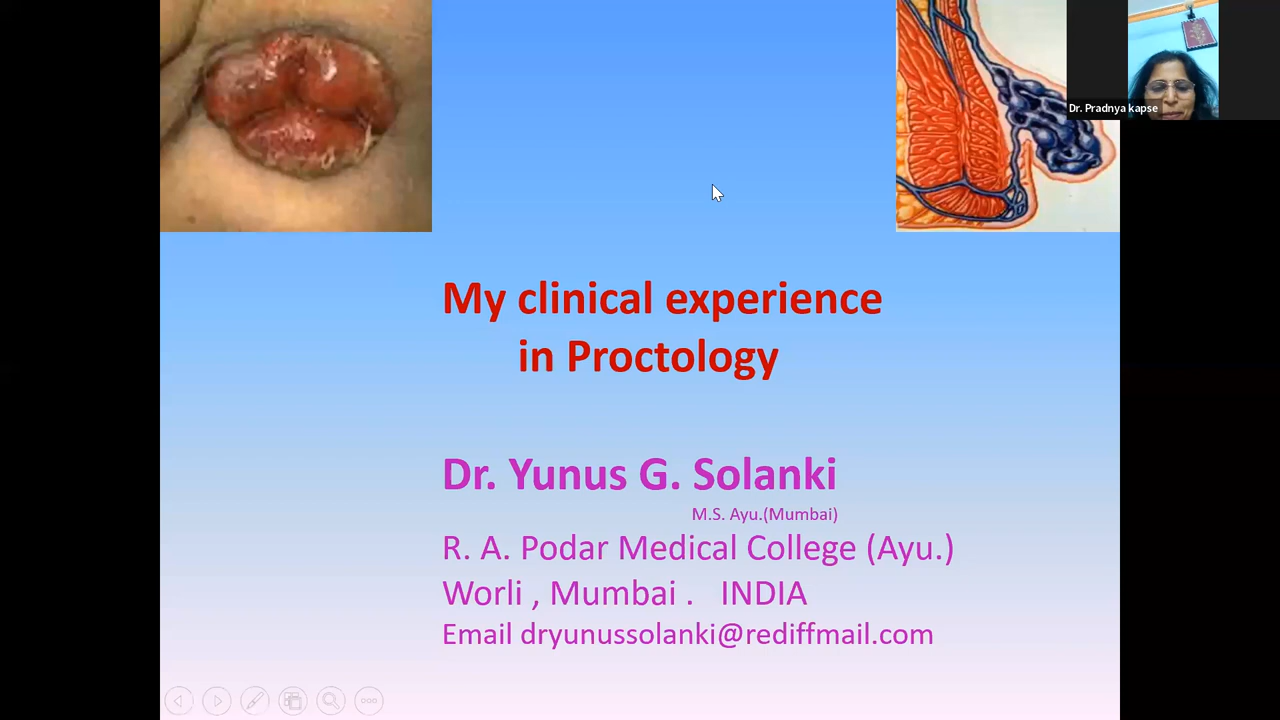 Dr. Pradnya kapse
My clinical experience
in Proctology
Dr. Yunus G. Solanki
M.S. Ayu.(Mumbai)
R. A. Podar Medical College (Ayu.)
Worli , Mumbai . INDIA
Email dryunussolanki@rediffmail.com